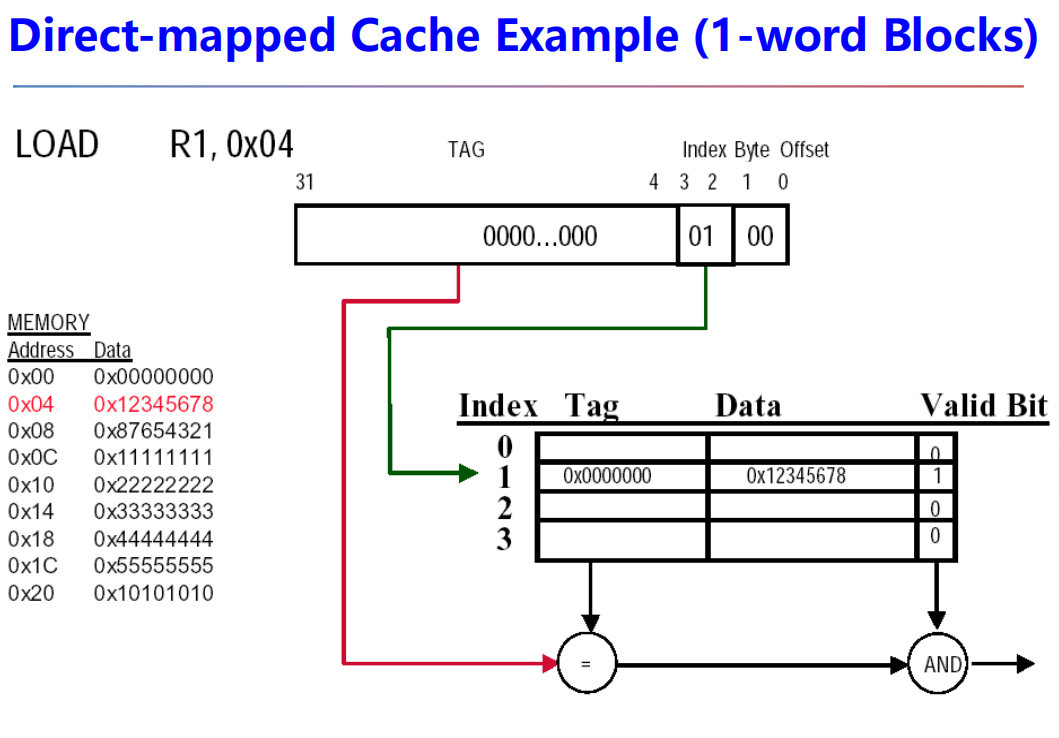 Direct-mapped Cache Example (1-word Blocks)
LOAD R1, 0x04
TAG Index Byte Offset
31 4 3 2 1 0
0000...000 01 00
MEMORY
Address Data
0x00 0x00000000
0x04 0x12345678
0x08 0x87654321
0x0C 0x11111111
0x10 0x22222222
0x14 0x33333333
0x18 0x44444444
0x1C 0x55555555
0x20 0x10101010
Index Tag Data Valid Bit
0 0
1 0x0000000 0x12345678 1
2 0
3 0
= AND